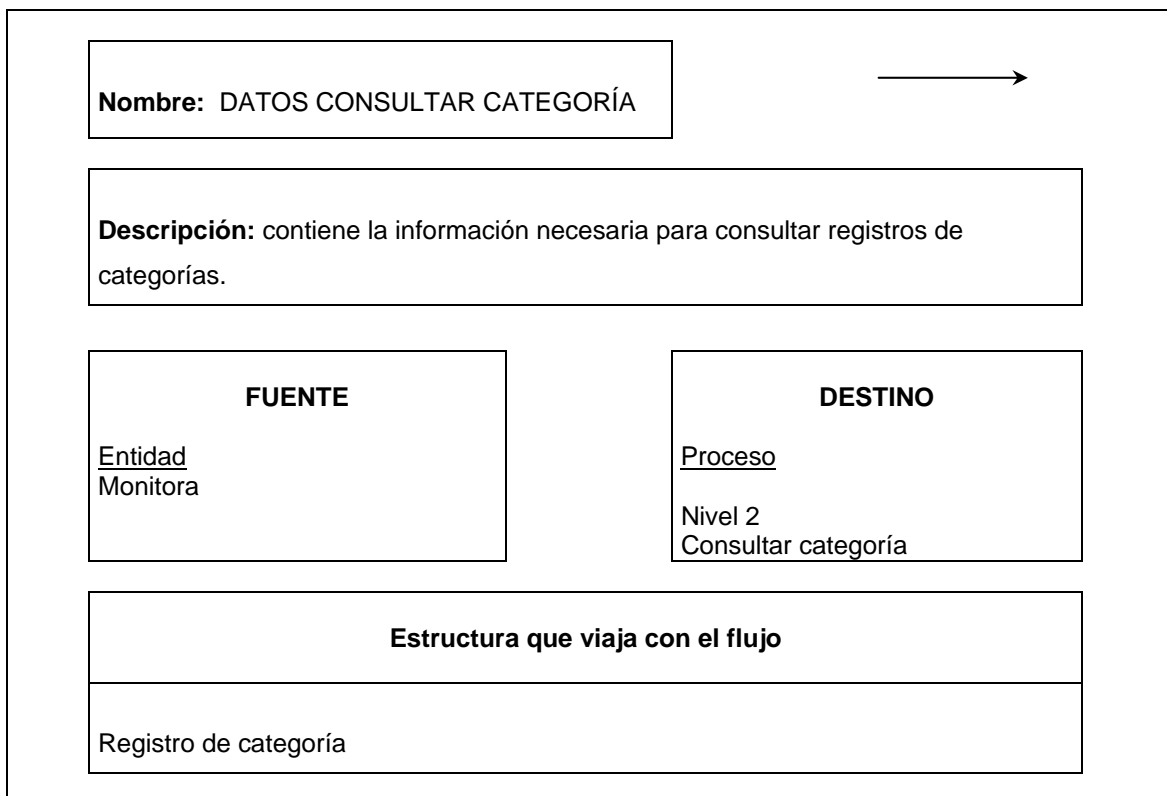 Nombre: DATOS CONSULTAR CATEGORÍA
Descripción: contiene la información necesaria para consultar registros de
categorías.
FUENTE
Entidad
Monitora
DESTINO
Proceso
Nivel 2
Consultar categoría
Estructura que viaja con el flujo
Registro de categoría